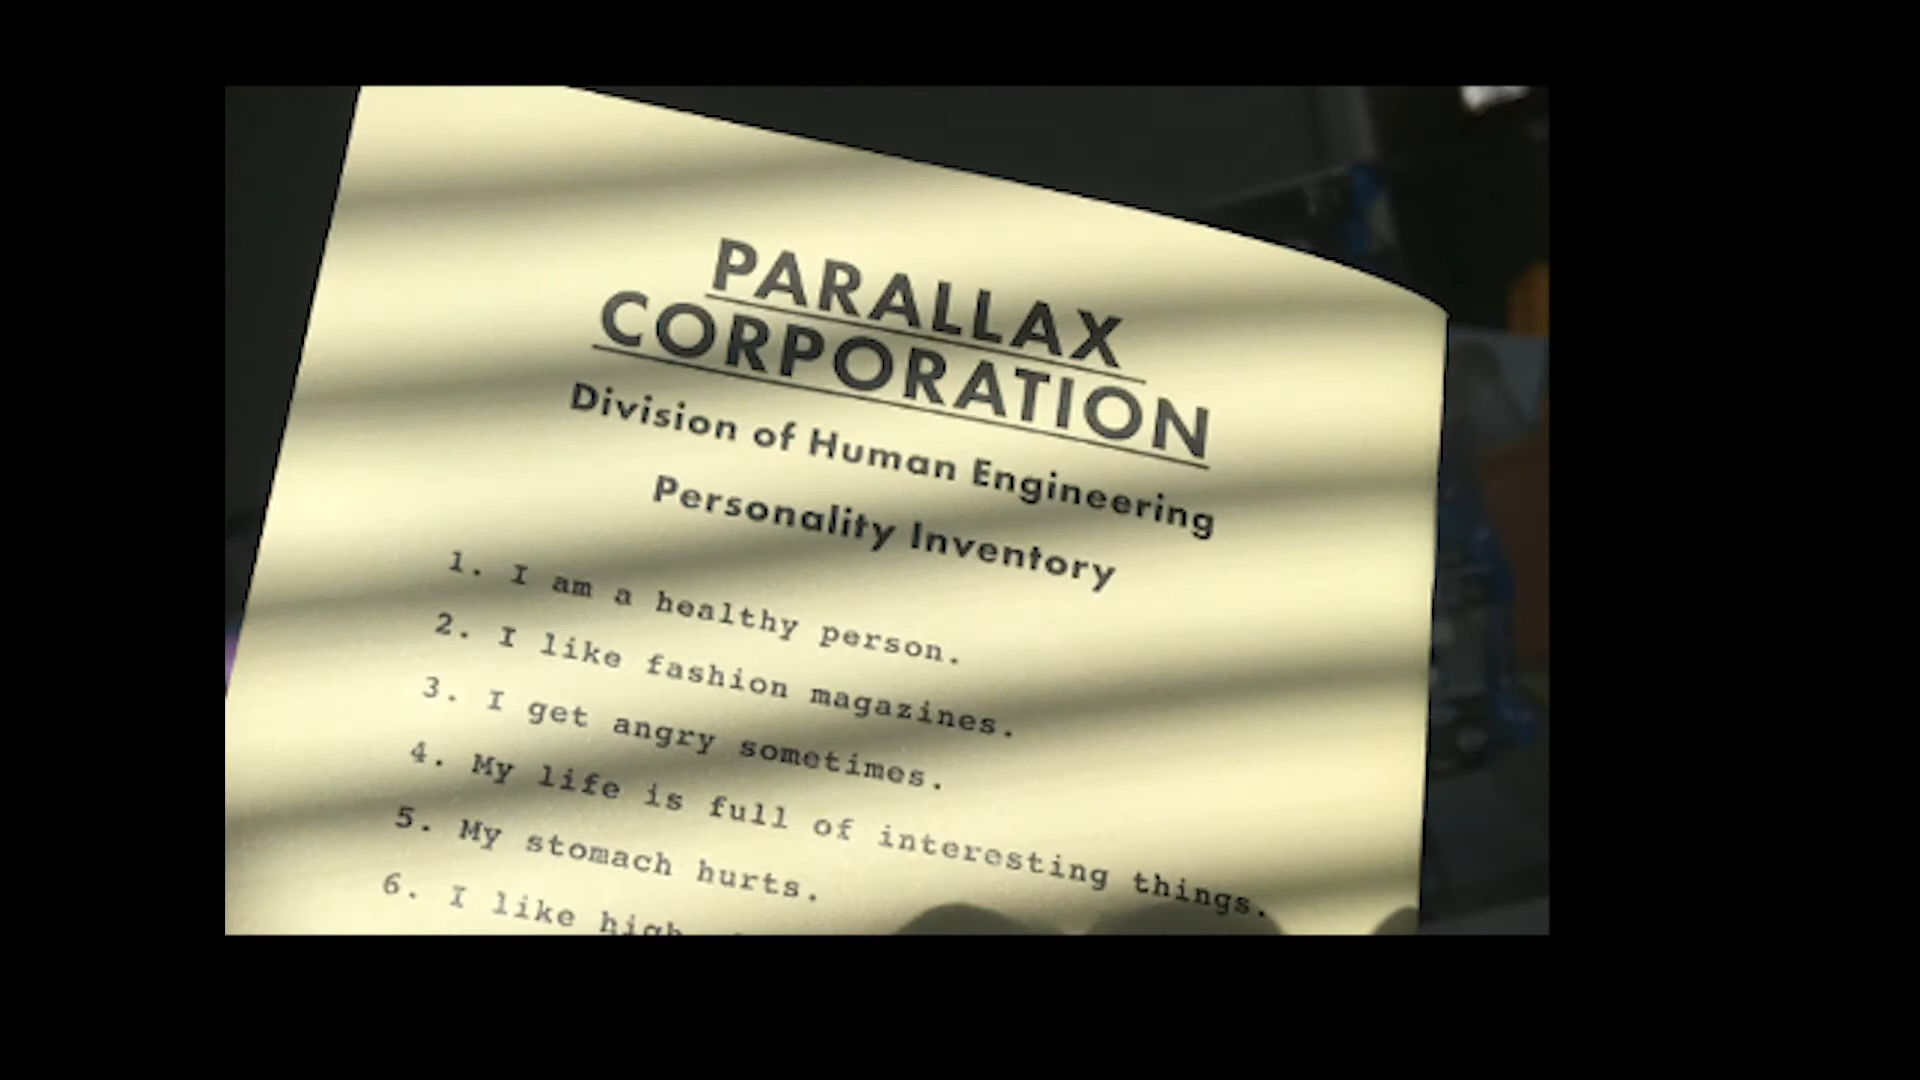 PARALLAX
CORPORATION
Division of Human Engineering
Personality Inventory
1. I am a healthy person.
2. I like fashion magazines.
3. I get angry sometimes.
4. My life is full of interesting things.
5. My stomach hurts.
6. I like high